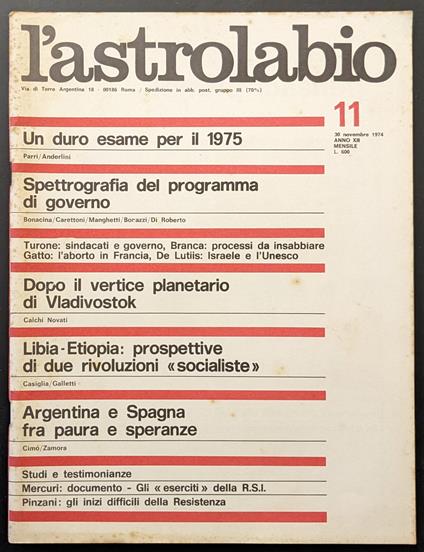 l'astrolabio
Via di Torre Argentina 18 - 00186 Roma / Spedizione in abb. post. gruppo III (70%)
11
30 novembre 1974
ANNO XII
MENSILE
L. 600
Un duro esame per il 1975
Parri/Anderlini
Spettrografia del programma
di governo
Bonacina/Carettoni/Manghetti/Borazzi/Di Roberto
Turone: sindacati e governo, Branca: processi da insabbiare
Gatto: l'aborto in Francia, De Lutiis: Israele e l'Unesco
Dopo il vertice planetario
di Vladivostok
Calchi Novati
Libia-Etiopia: prospettive
di due rivoluzioni «socialiste»
Casiglia/Galletti
Argentina e Spagna
fra paura e speranze
Cimò/Zamora
Studi e testimonianze
Mercuri: documento - Gli «eserciti» della R.S.I.
Pinzani: gli inizi difficili della Resistenza